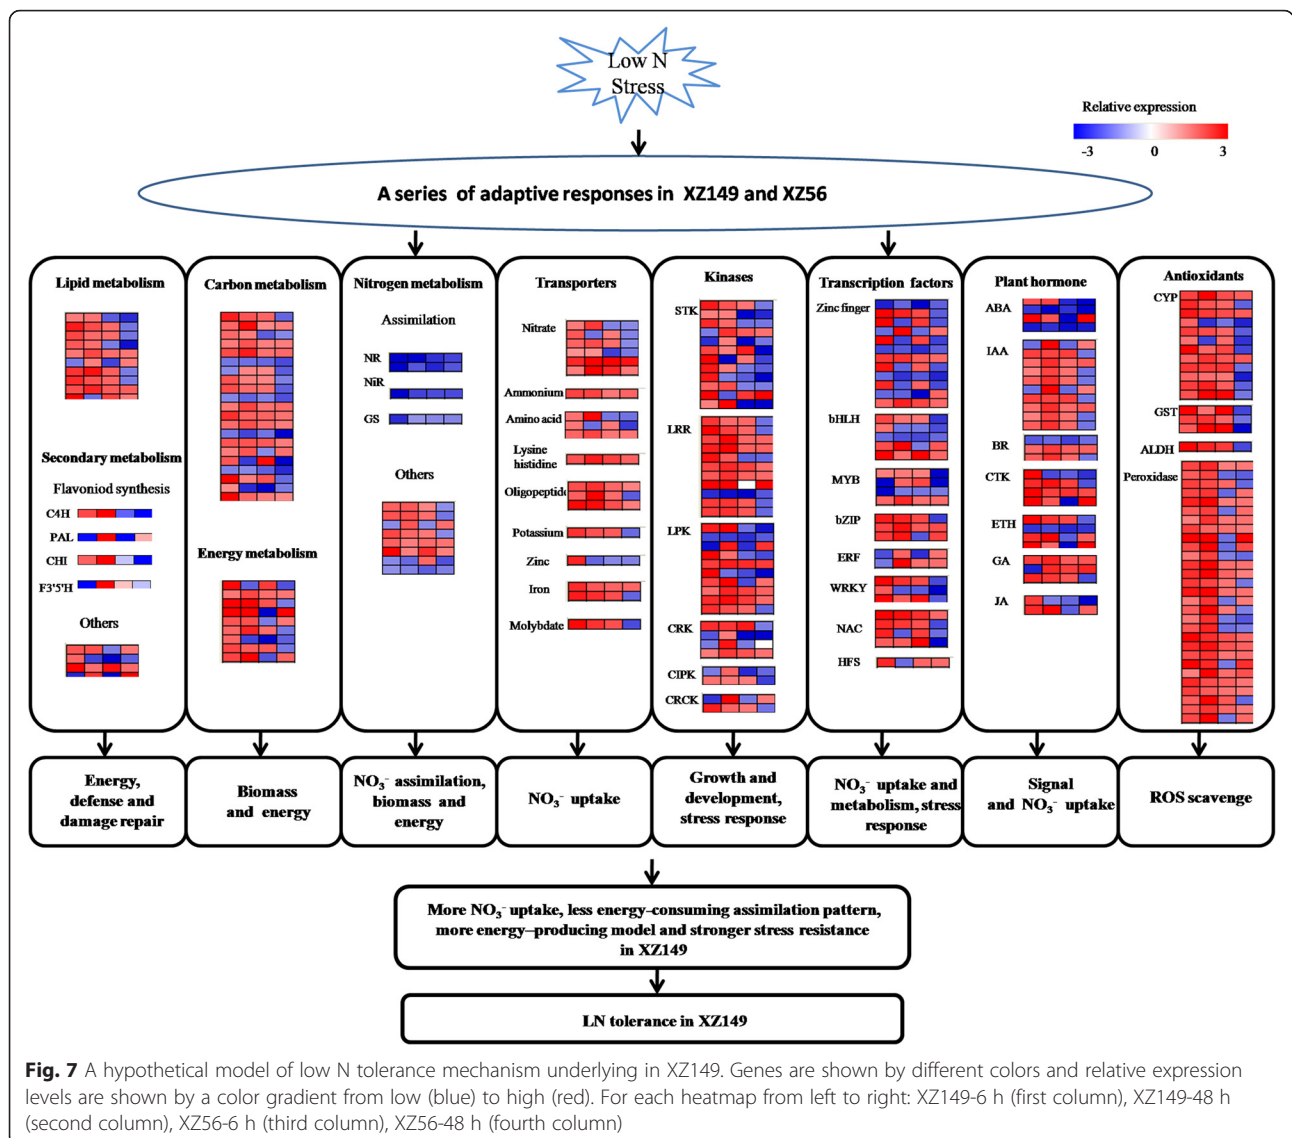 Low N
Stress
Relative expression
-3 0 3
A series of adaptive responses in XZ149 and XZ56
Lipid metabolism
Secondary metabolism
Flavoniod synthesis
C4H
PAL
CHI
F3'5'H
Others
Carbon metabolism
Energy metabolism
Nitrogen metabolism
Assimilation
NR
NiR
GS
Others
Transporters
Nitrate
Ammonium
Amino acid
Lysine
histidine
Oligopeptide
Potassium
Zinc
Iron
Molybdate
Kinases
STK
LRR
LPK
CRK
CIPK
CRCK
Transcription factors
Zinc finger
bHLH
MYB
bZIP
ERF
WRKY
NAC
HFS
Plant hormone
ABA
IAA
BR
CTK
ETH
GA
JA
Antioxidants
CYP
GST
ALDH
Peroxidase
Energy,
defense and
damage repair
Biomass
and energy
NO₃⁻ assimilation,
biomass and
energy
NO₃⁻ uptake
Growth and
development,
stress response
NO₃⁻ uptake and
metabolism, stress
response
Signal
and NO₃⁻ uptake
ROS scavenge
More NO₃⁻ uptake, less energy–consuming assimilation pattern,
more energy–producing model and stronger stress resistance
in XZ149
LN tolerance in XZ149
Fig. 7 A hypothetical model of low N tolerance mechanism underlying in XZ149. Genes are shown by different colors and relative expression
levels are shown by a color gradient from low (blue) to high (red). For each heatmap from left to right: XZ149-6 h (first column), XZ149-48 h
(second column), XZ56-6 h (third column), XZ56-48 h (fourth column)